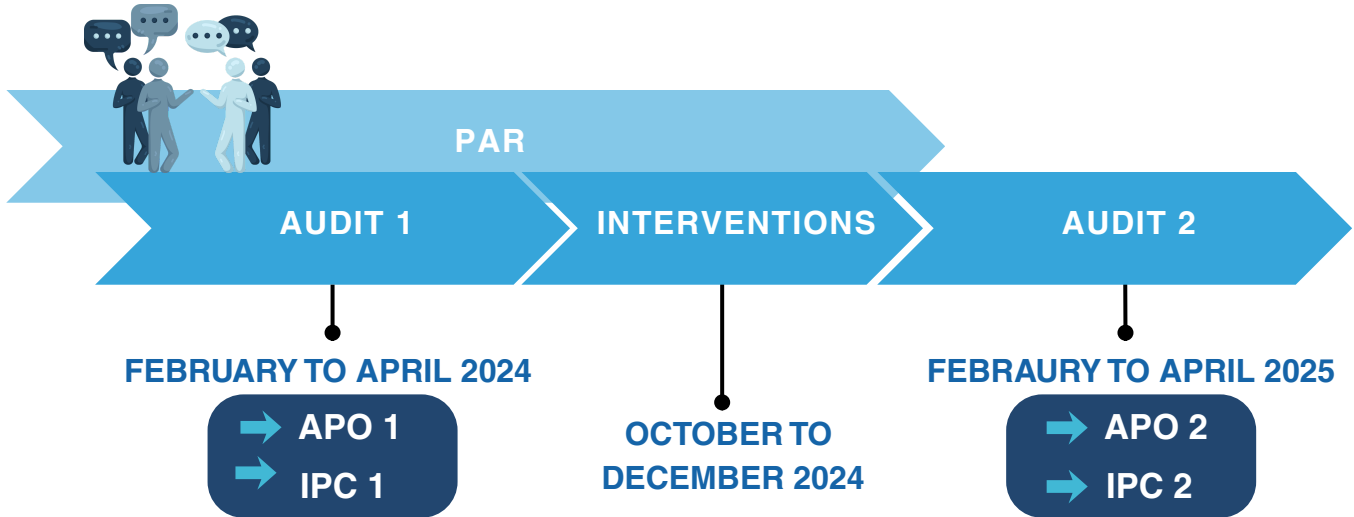 PAR
AUDIT 1
INTERVENTIONS
AUDIT 2
FEBRUARY TO APRIL 2024
APO 1
IPC 1
OCTOBER TO
DECEMBER 2024
FEBRAURY TO APRIL 2025
APO 2
IPC 2